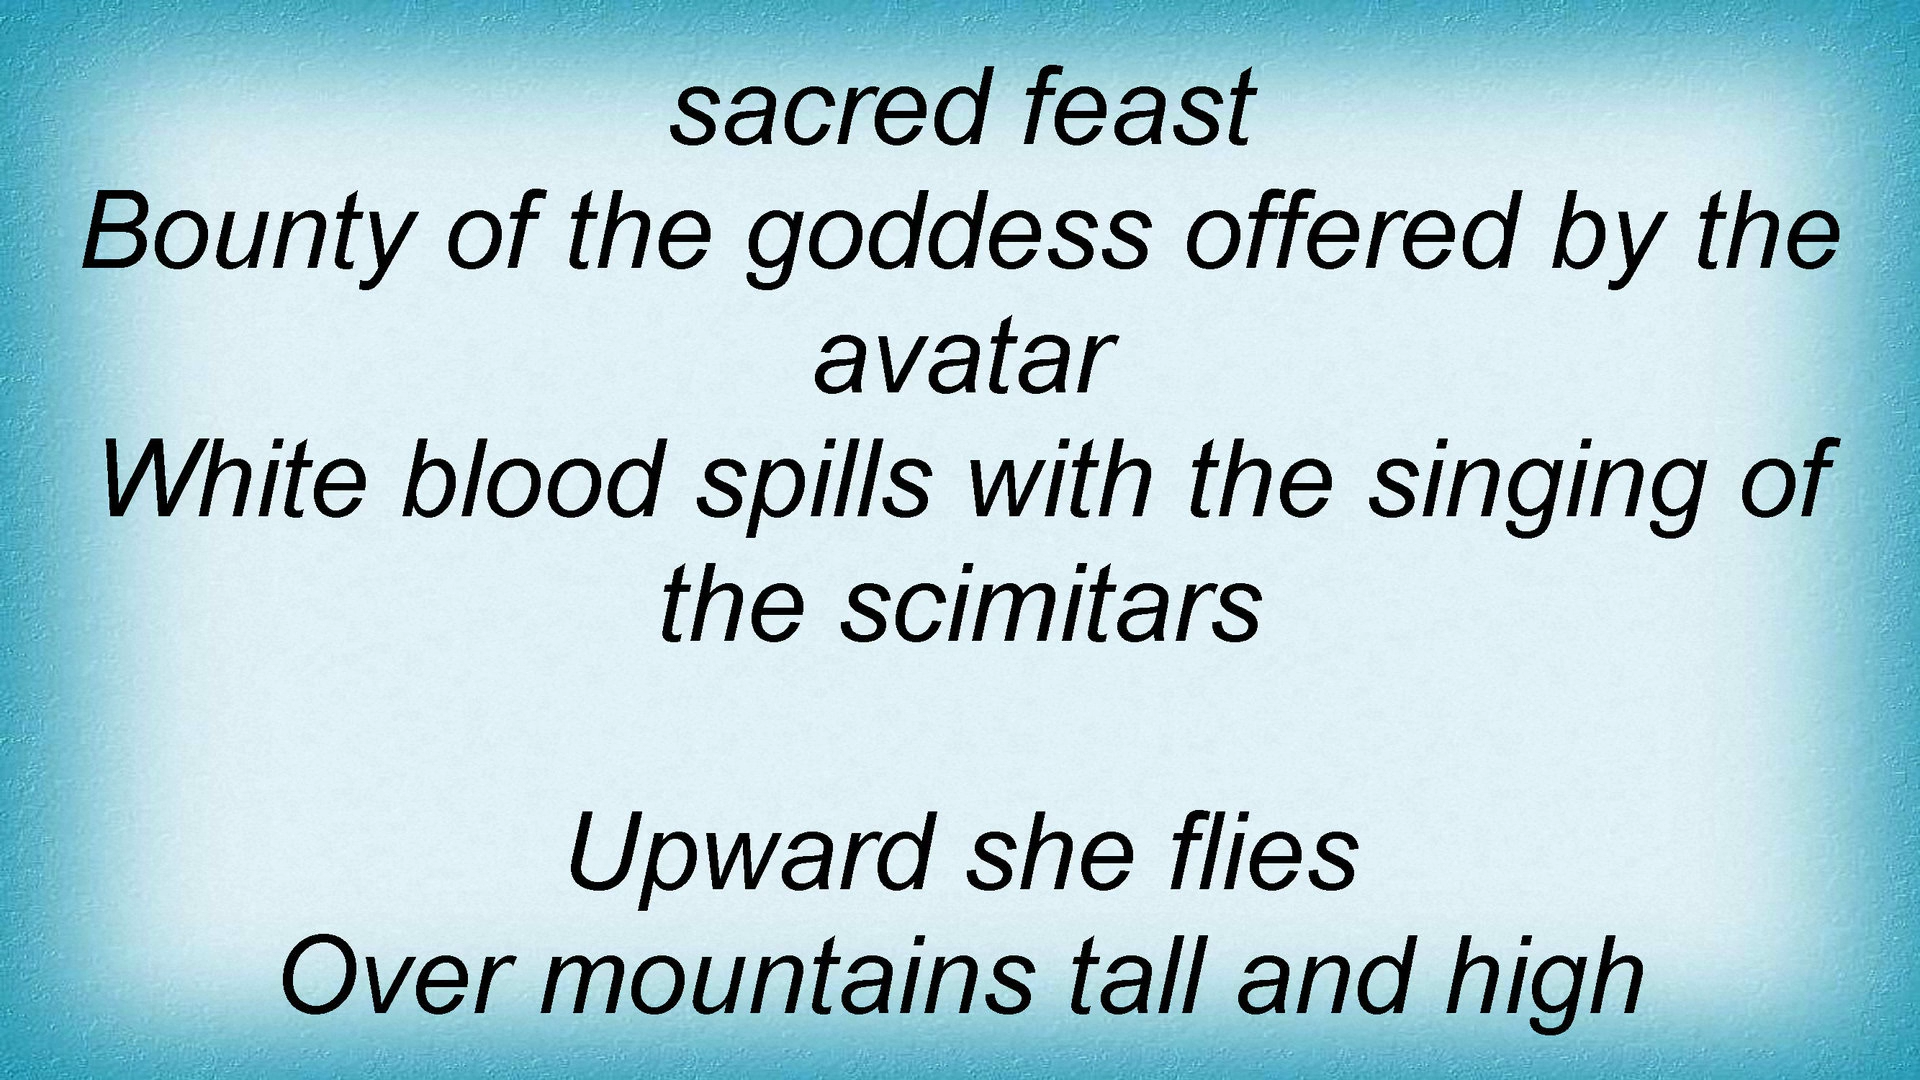 sacred feast
Bounty of the goddess offered by the
avatar
White blood spills with the singing of
the scimitars
Upward she flies
Over mountains tall and high